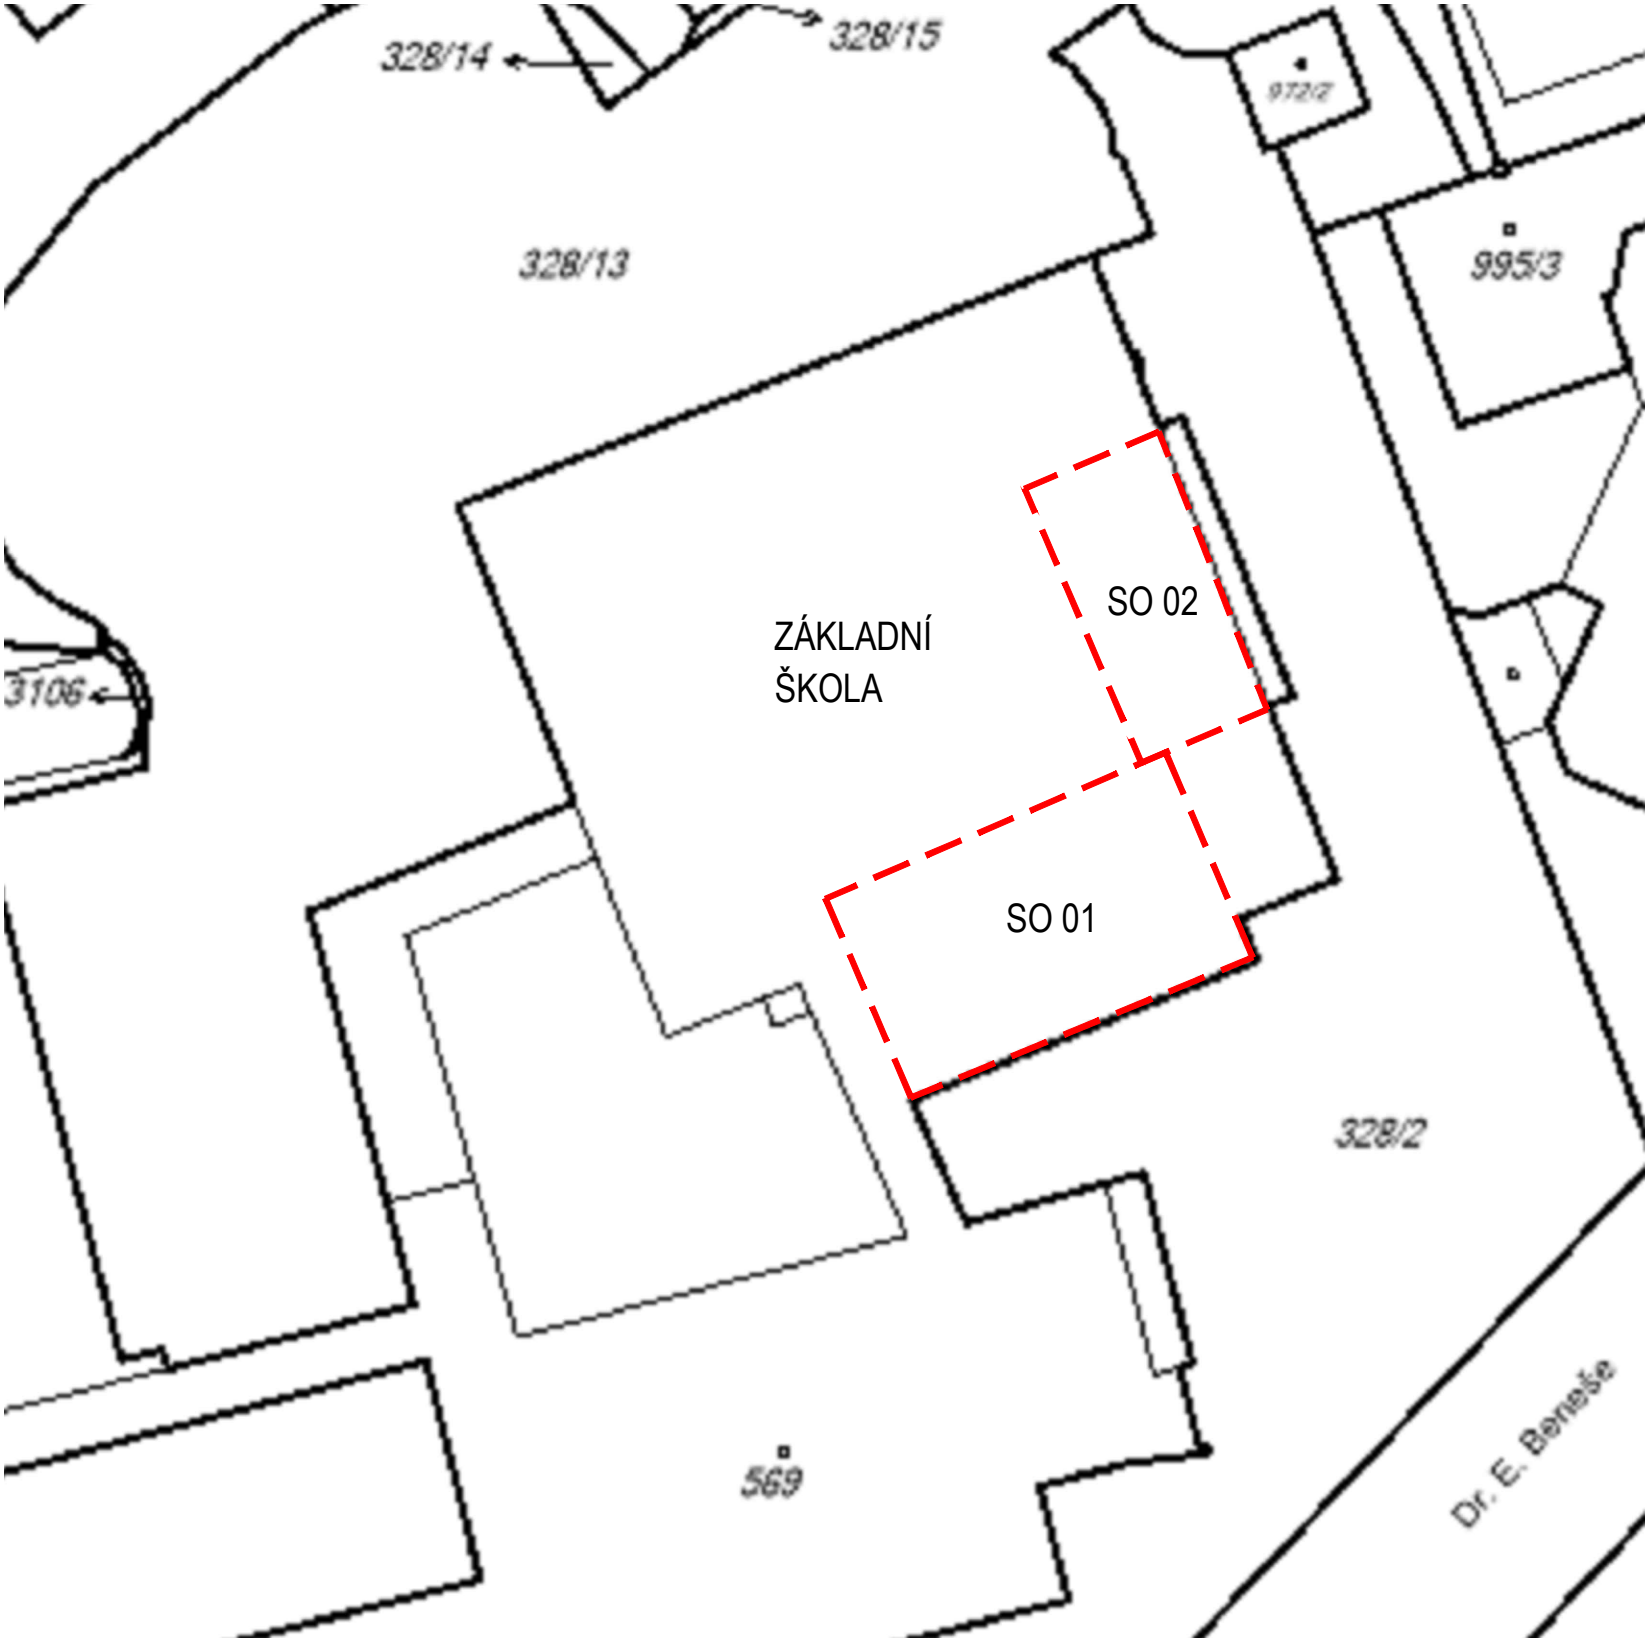 328/14
328/15
972/2
328/13
995/3
SO 02
ZÁKLADNÍ
ŠKOLA
3106
SO 01
328/2
Dr. E. Beneše
569